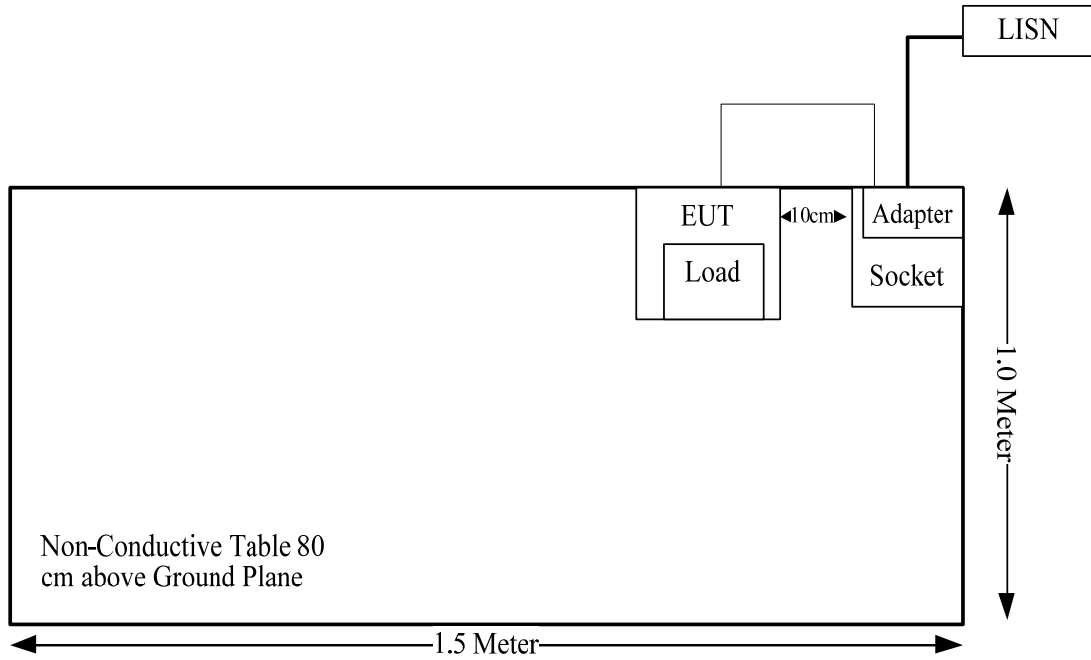 LISN
EUT
10cm
Adapter
Load
Socket
1.0 Meter
Non-Conductive Table 80
cm above Ground Plane
1.5 Meter